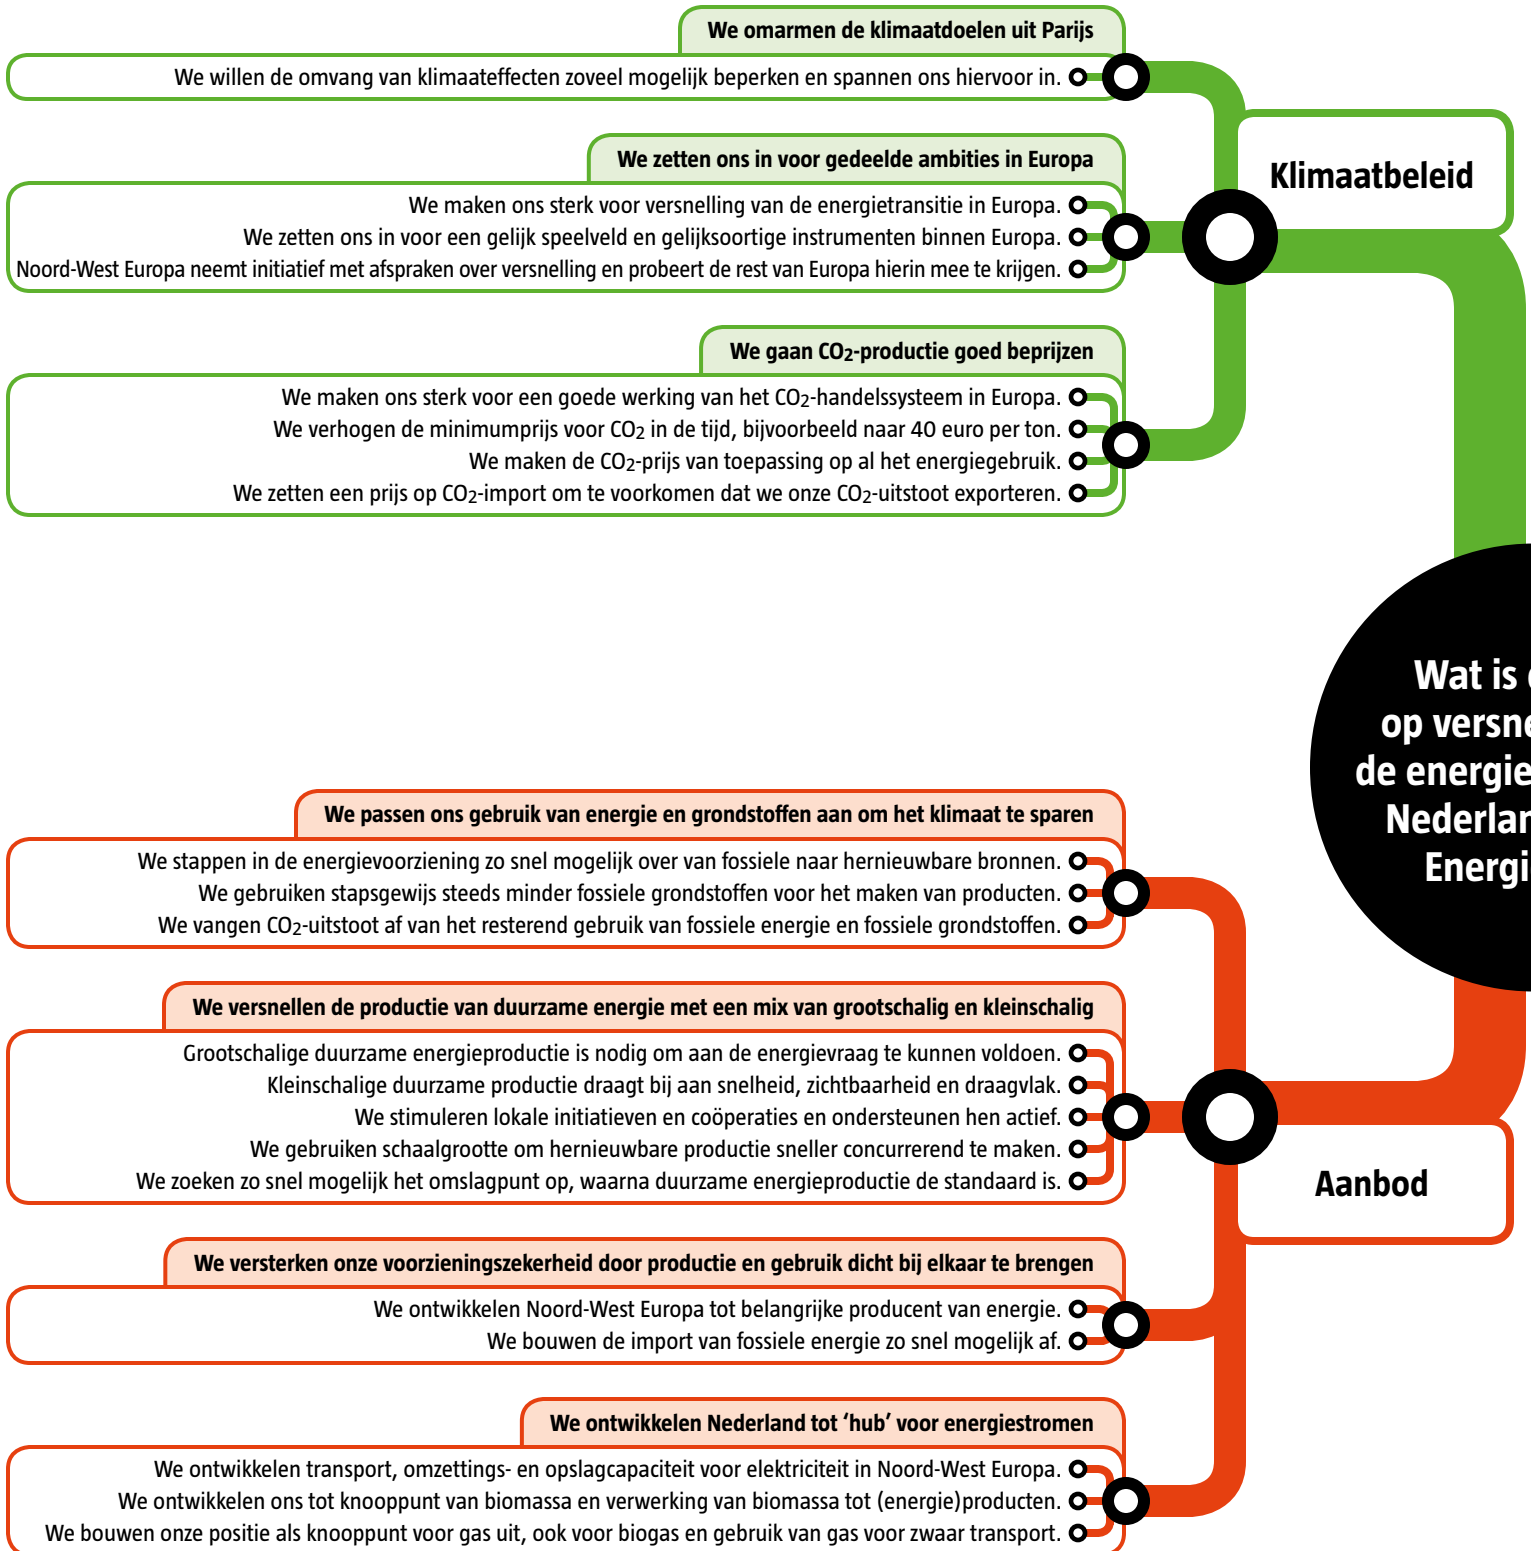 We omarmen de klimaatdoelen uit Parijs
We willen de omvang van klimaateffecten zoveel mogelijk beperken en spannen ons hiervoor in.
Klimaatbeleid
We zetten ons in voor gedeelde ambities in Europa
We maken ons sterk voor versnelling van de energietransitie in Europa.
We zetten ons in voor een gelijk speelveld en gelijksoortige instrumenten binnen Europa.
Noord-West Europa neemt initiatief met afspraken over versnelling en probeert de rest van Europa hierin mee te krijgen.
We gaan CO2-productie goed beprijzen
We maken ons sterk voor een goede werking van het CO2-handelssysteem in Europa.
We verhogen de minimumprijs voor CO2 in de tijd, bijvoorbeeld naar 40 euro per ton.
We maken de CO2-prijs van toepassing op al het energiegebruik.
We zetten een prijs op CO2-import om te voorkomen dat we onze CO2-uitstoot exporteren.
Wat is
op versne
de energie
Nederlan
Energi
We passen ons gebruik van energie en grondstoffen aan om het klimaat te sparen
We stappen in de energievoorziening zo snel mogelijk over van fossiele naar hernieuwbare bronnen.
We gebruiken stapsgewijs steeds minder fossiele grondstoffen voor het maken van producten.
We vangen CO2-uitstoot af van het resterend gebruik van fossiele energie en fossiele grondstoffen.
We versnellen de productie van duurzame energie met een mix van grootschalig en kleinschalig
Grootschalige duurzame energieproductie is nodig om aan de energievraag te kunnen voldoen.
Kleinschalige duurzame productie draagt bij aan snelheid, zichtbaarheid en draagvlak.
We stimuleren lokale initiatieven en coöperaties en ondersteunen hen actief.
We gebruiken schaalgrootte om hernieuwbare productie sneller concurrerend te maken.
We zoeken zo snel mogelijk het omslagpunt op, waarna duurzame energieproductie de standaard is.
Aanbod
We versterken onze voorzieningszekerheid door productie en gebruik dicht bij elkaar te brengen
We ontwikkelen Noord-West Europa tot belangrijke producent van energie.
We bouwen de import van fossiele energie zo snel mogelijk af.
We ontwikkelen Nederland tot ‘hub’ voor energiestromen
We ontwikkelen transport, omzettings- en opslagcapaciteit voor elektriciteit in Noord-West Europa.
We ontwikkelen ons tot knooppunt van biomassa en verwerking van biomassa tot (energie)producten.
We bouwen onze positie als knooppunt voor gas uit, ook voor biogas en gebruik van gas voor zwaar transport.